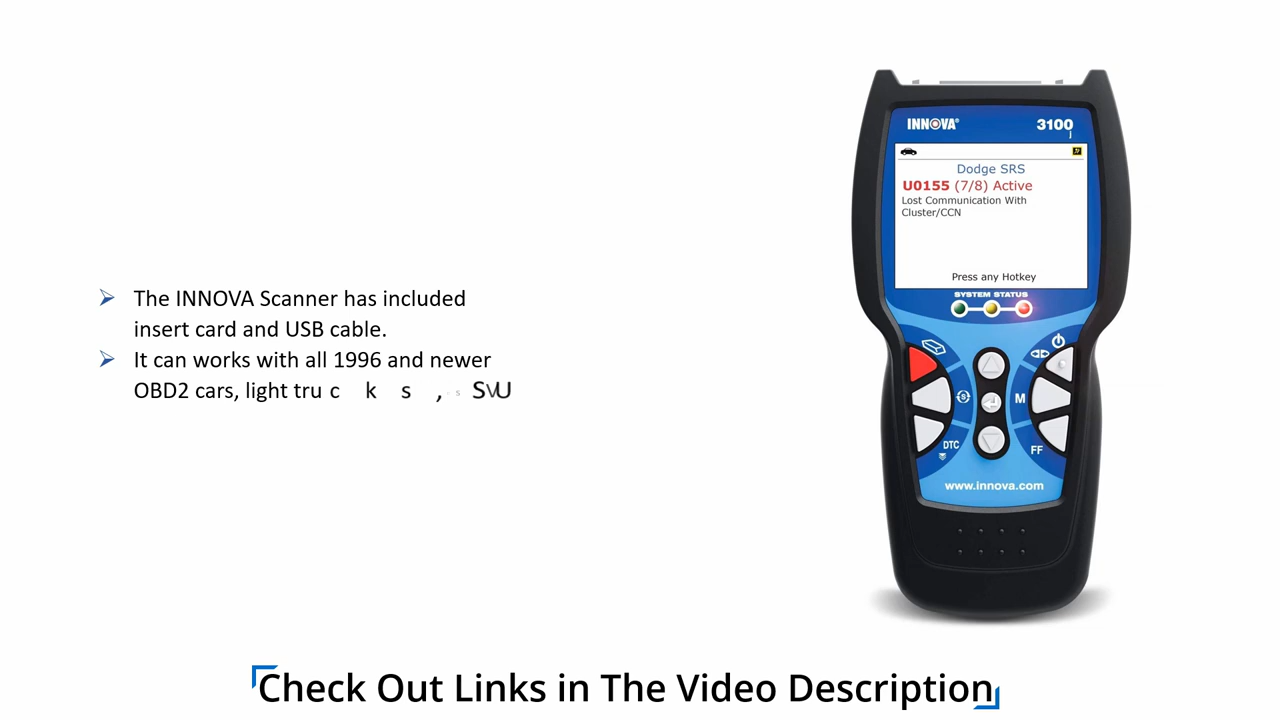 The INNOVA Scanner has included
insert card and USB cable.
It can works with all 1996 and newer
OBD2 cars, light trucks,
INNOVA® 3100j
Dodge SRS
U0155 (7/8) Active
Lost Communication With
Cluster/CCN
Press any Hotkey
SYSTEM STATUS
S
M
DTC
FF
www.innova.com
Check Out Links in The Video Description